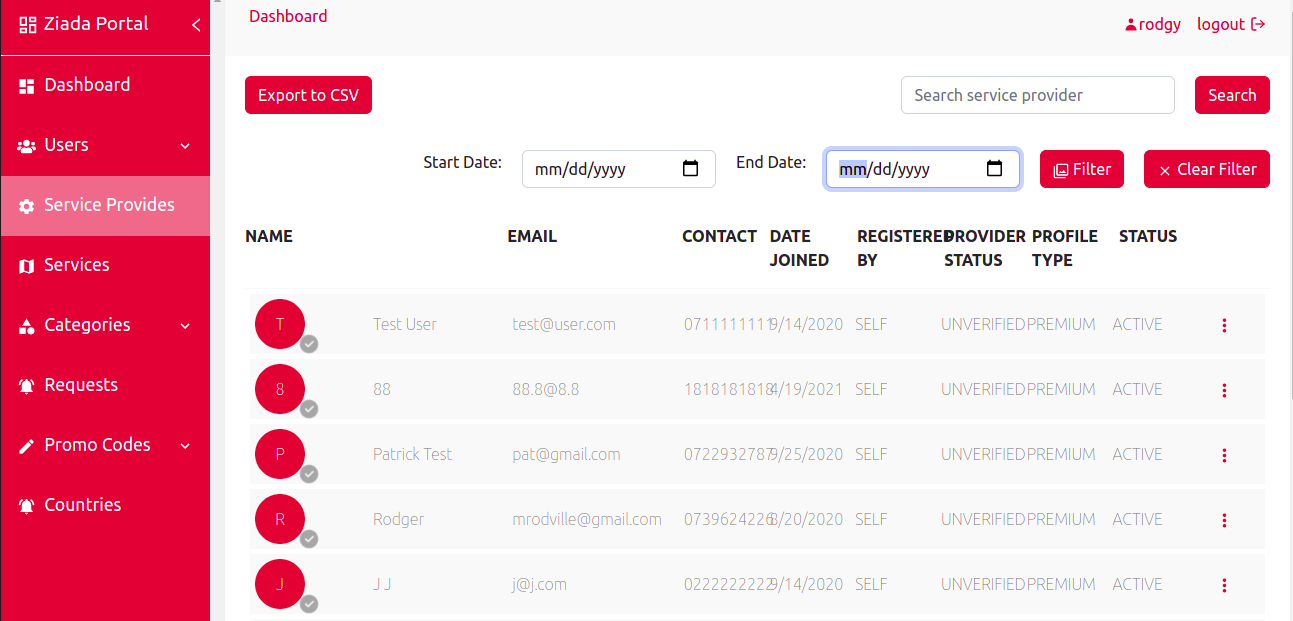 Ziada Portal
Dashboard
Users
Service Provides
Services
Categories
Requests
Promo Codes
Countries
Dashboard
rodgy logout
Export to CSV
Search service provider
Search
Start Date: mm/dd/yyyy End Date: mm/dd/yyyy Filter Clear Filter
NAME EMAIL CONTACT DATE JOINED REGISTERED BY PROVIDER STATUS PROFILE TYPE STATUS
T Test User test@user.com 0711111117 9/14/2020 SELF UNVERIFIED PREMIUM ACTIVE
8 88 88.8@8.8 1818181818 4/19/2021 SELF UNVERIFIED PREMIUM ACTIVE
P Patrick Test pat@gmail.com 0722932787 9/25/2020 SELF UNVERIFIED PREMIUM ACTIVE
R Rodger mrodville@gmail.com 0739624226 8/20/2020 SELF UNVERIFIED PREMIUM ACTIVE
J J J j@j.com 0222222222 9/14/2020 SELF UNVERIFIED PREMIUM ACTIVE